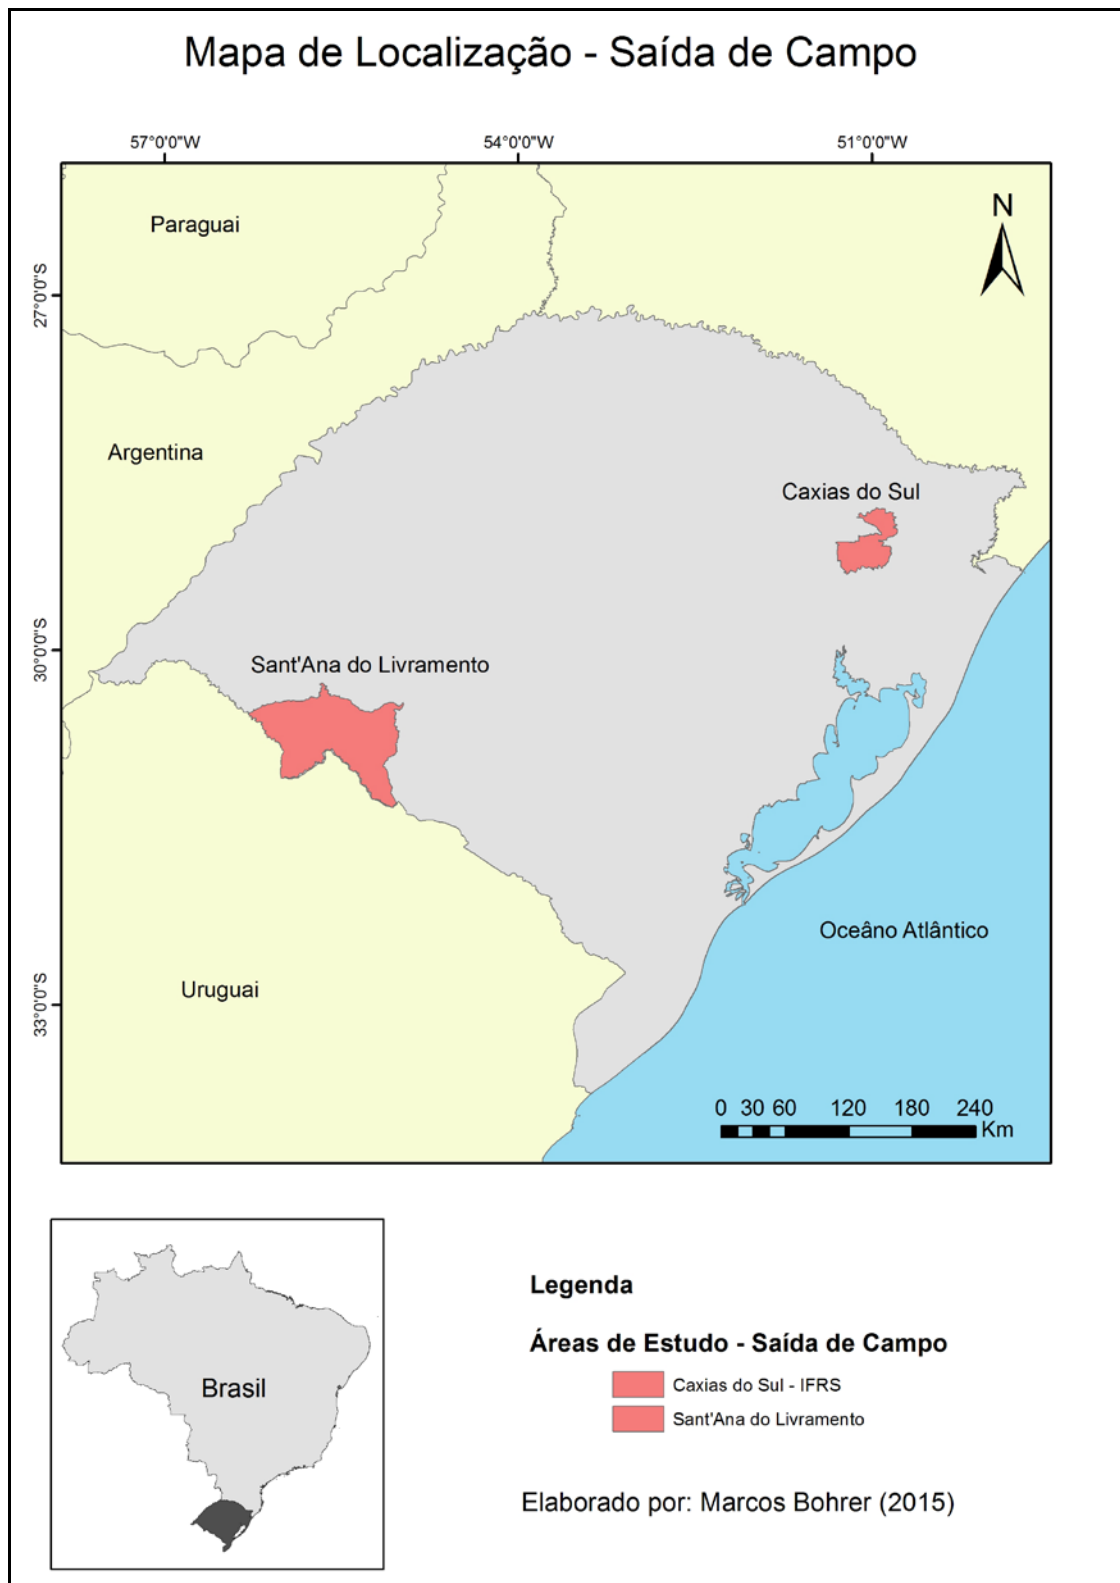 Mapa de Localização - Saída de Campo
57°0'0"W
54°0'0"W
51°0'0"W
N
Paraguai
27°0'0"S
Argentina
Caxias do Sul
30°0'0"S
Sant'Ana do Livramento
Oceâno Atlântico
Uruguai
33°0'0"S
0 30 60 120 180 240
Km
Brasil
Legenda
Áreas de Estudo - Saída de Campo
Caxias do Sul - IFRS
Sant'Ana do Livramento
Elaborado por: Marcos Bohrer (2015)